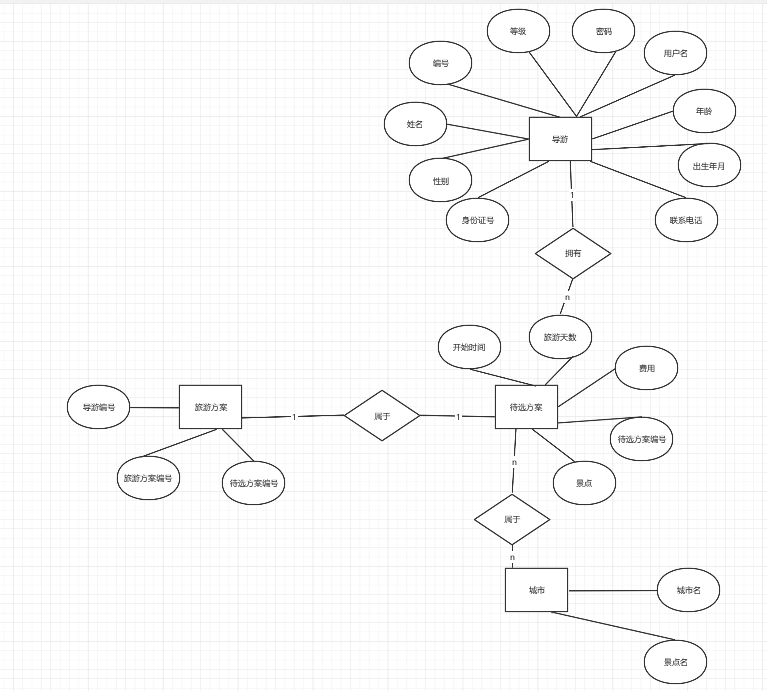 等级
密码
用户名
编号
年龄
姓名
导游
出生年月
性别
1
身份证号
联系电话
拥有
n
开始时间
旅游天数
费用
导游编号
旅游方案
1
属于
1
待选方案
待选方案编号
旅游方案编号
待选方案编号
n
景点
属于
n
城市
城市名
景点名